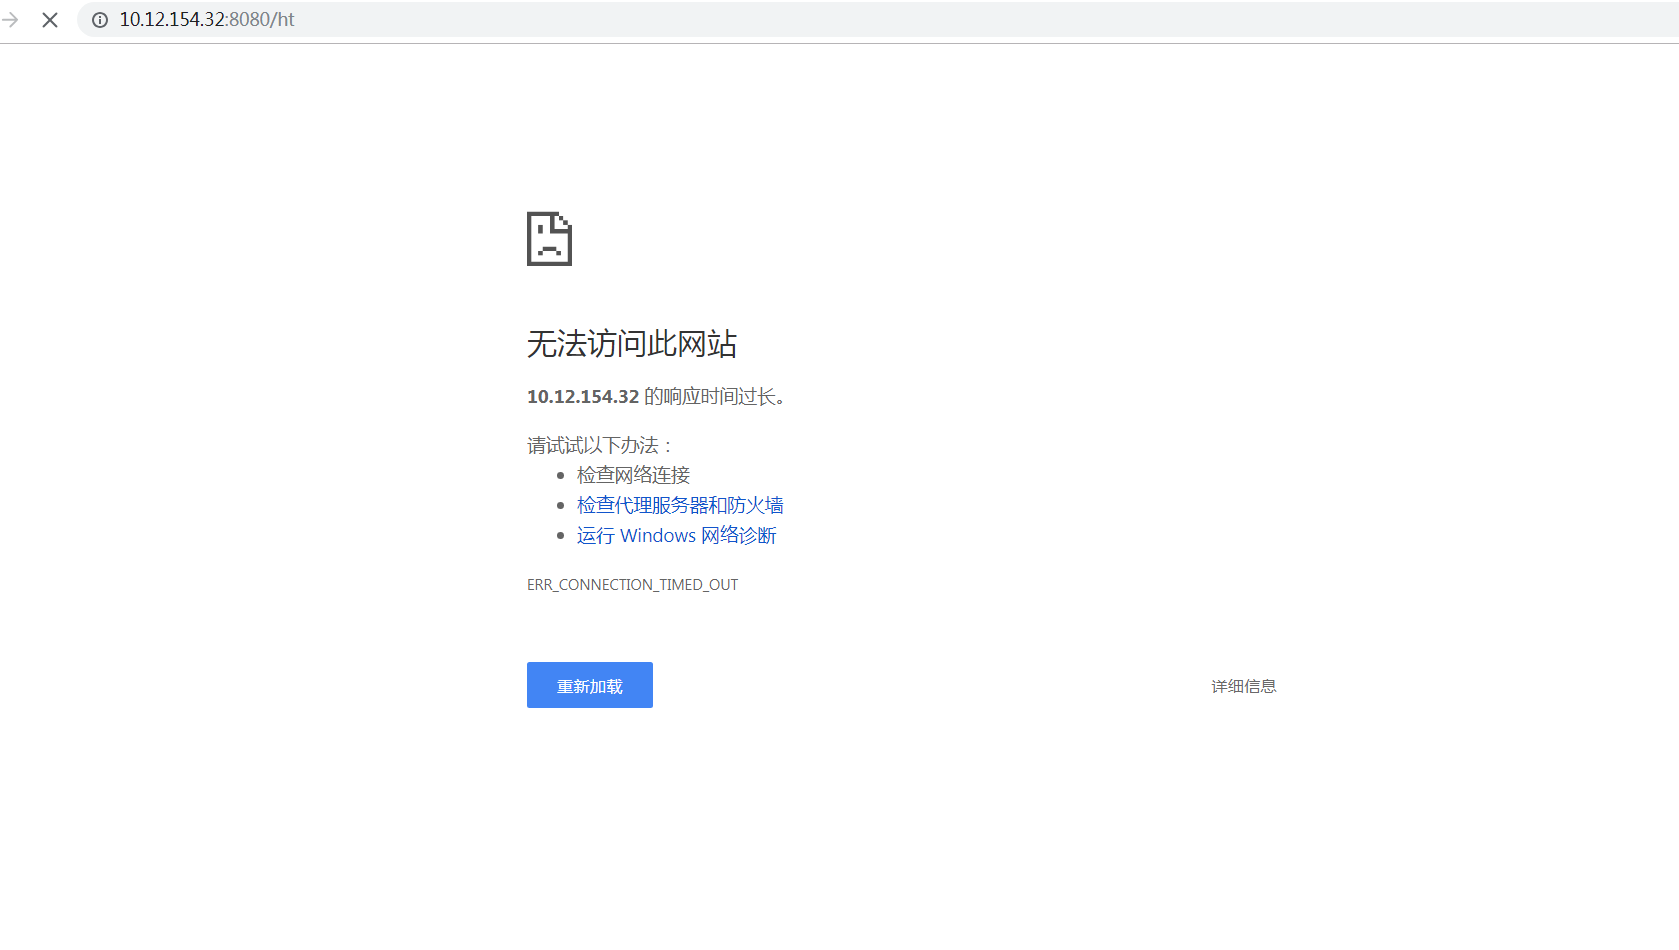 10.12.154.32:8080/ht
无法访问此网站
10.12.154.32 的响应时间过长。
请试试以下办法：
检查网络连接
检查代理服务器和防火墙
运行 Windows 网络诊断
ERR_CONNECTION_TIMED_OUT
重新加载
详细信息